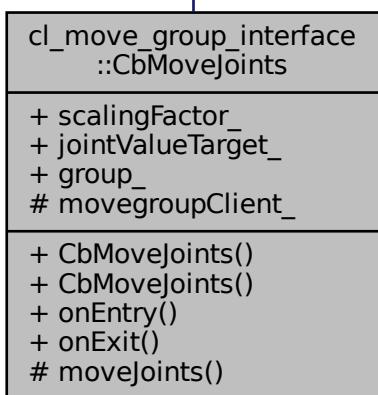 cl_move_group_interface
::CbMoveJoints
+ scalingFactor_
+ jointValueTarget_
+ group_
# movegroupClient_
+ CbMoveJoints()
+ CbMoveJoints()
+ onEntry()
+ onExit()
# moveJoints()